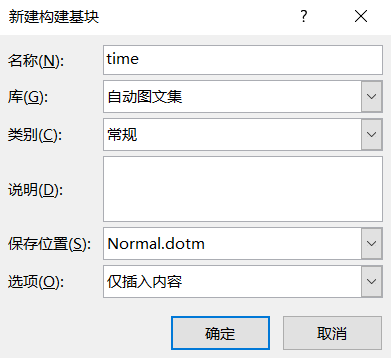 新建构建基块
?
名称(N): time
库(G): 自动图文集
类别(C): 常规
说明(D):
保存位置(S): Normal.dotm
选项(O): 仅插入内容
确定 取消